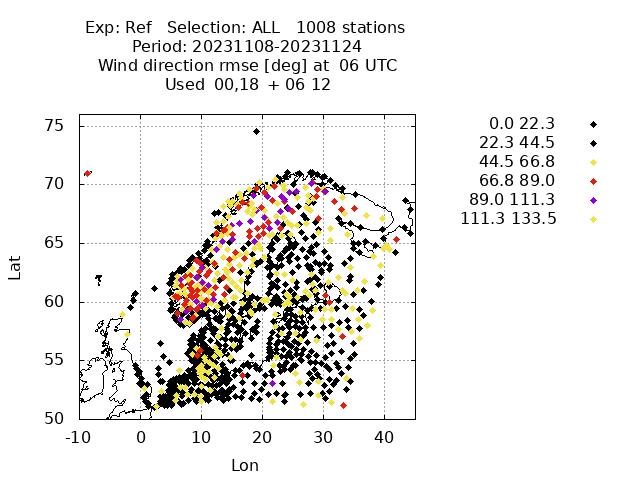 Exp: Ref   Selection: ALL   1008 stations
Period: 20231108-20231124
Wind direction rmse [deg] at  06 UTC
Used  00,18  + 06 12
0.0 22.3
22.3 44.5
44.5 66.8
66.8 89.0
89.0 111.3
111.3 133.5
75
70
65
60
55
50
Lat
-10 0 10 20 30 40
Lon